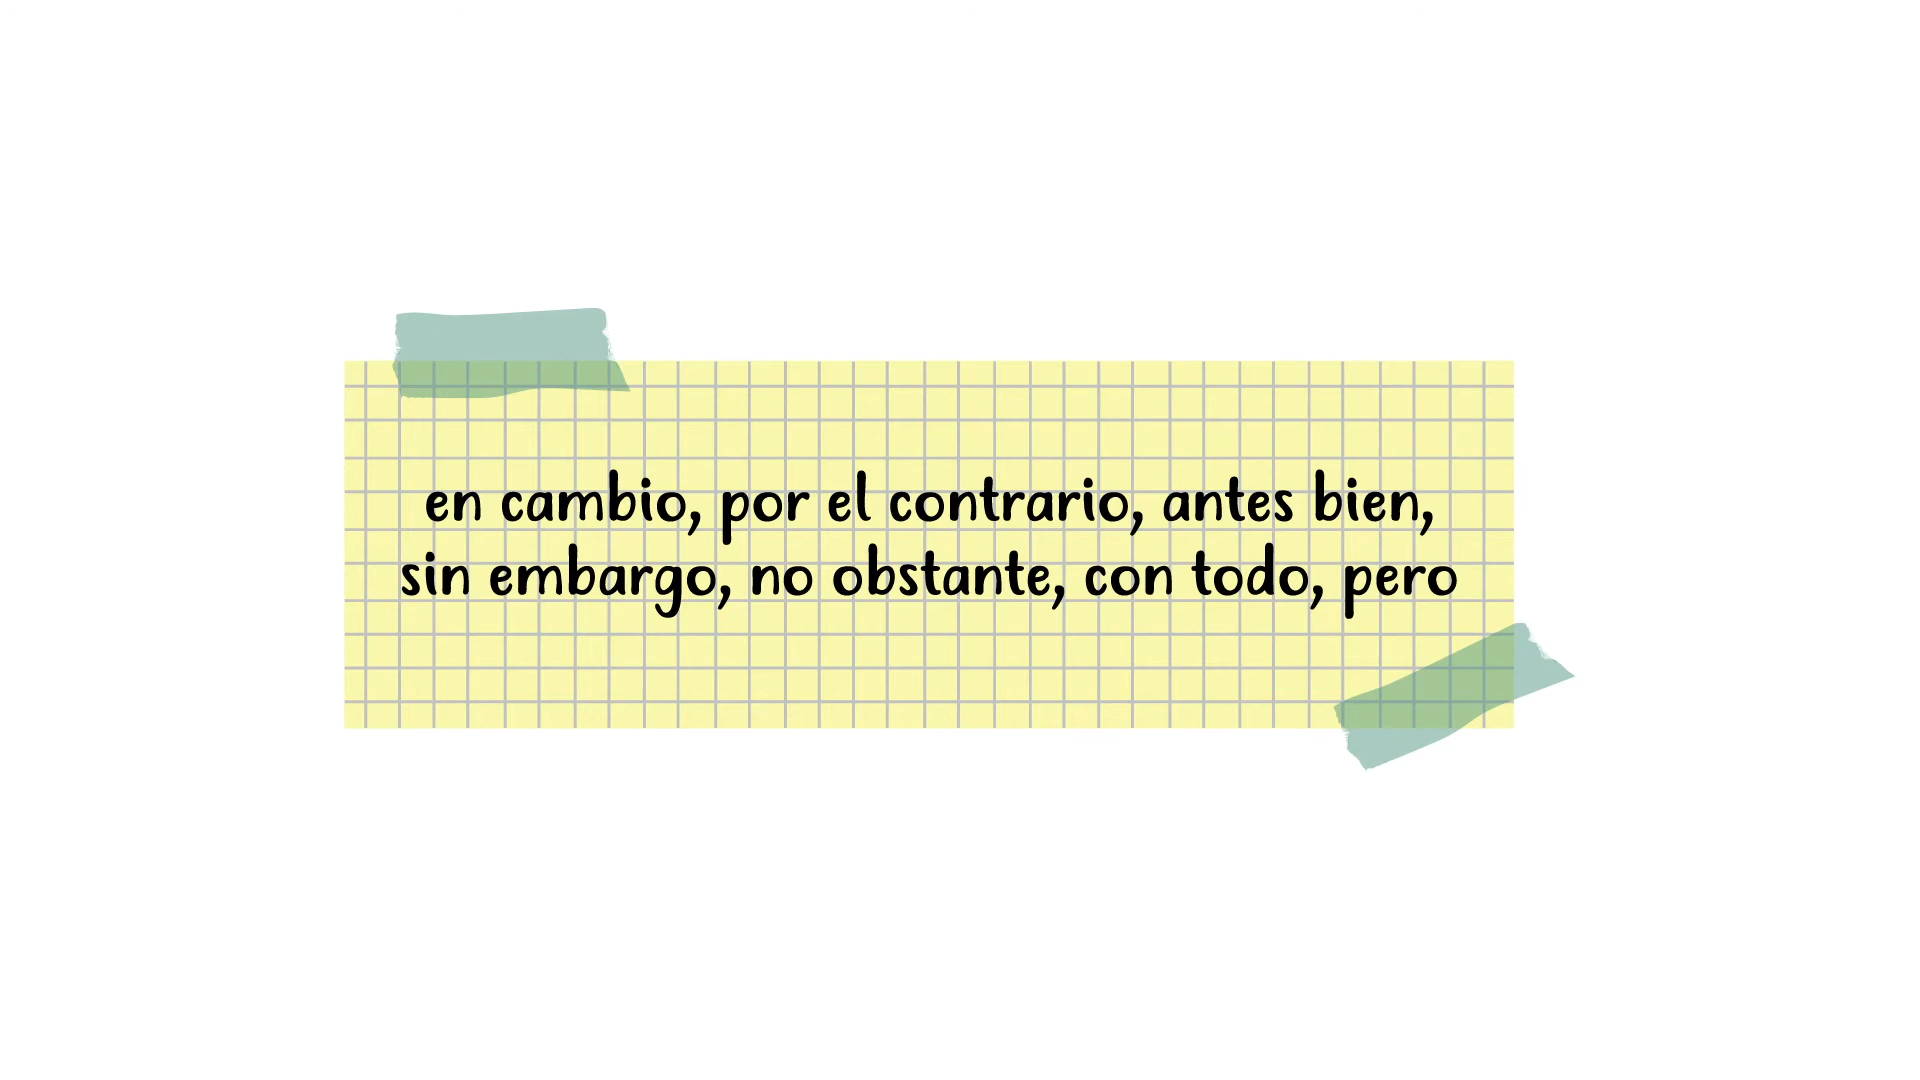 en cambio, por el contrario, antes bien,
sin embargo, no obstante, con todo, pero